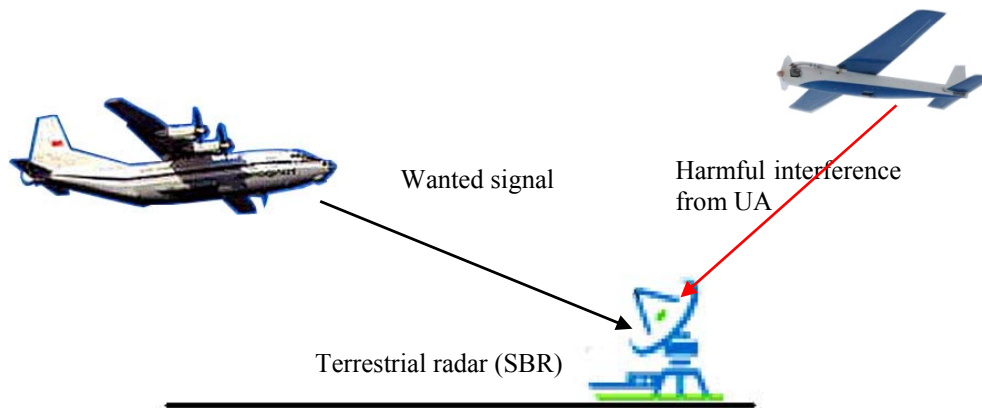 Wanted signal
Harmful interference
from UA
Terrestrial radar (SBR)